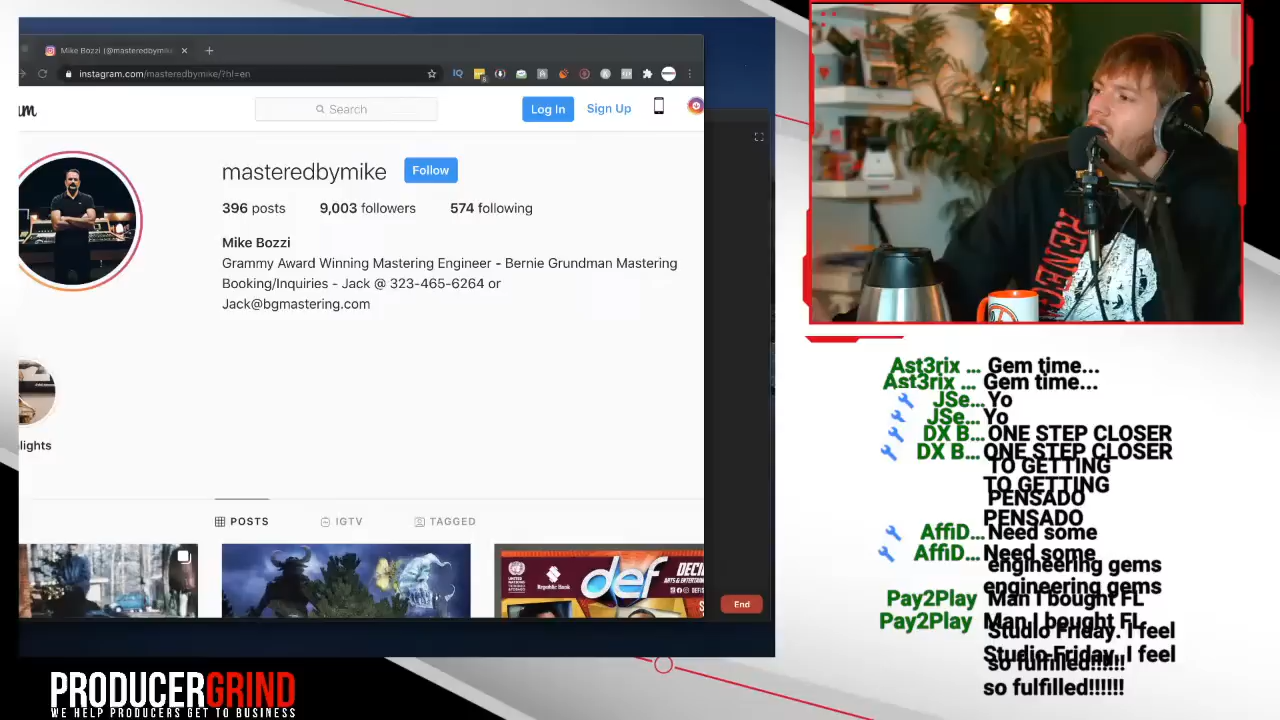 Mike Bozzi (@masteredbymike
instagram.com/masteredbymike/?hl=en
Search
Log In
Sign Up
masteredbymike
Follow
396 posts
9,003 followers
574 following
Mike Bozzi
Grammy Award Winning Mastering Engineer - Bernie Grundman Mastering
Booking/Inquiries - Jack @ 323-465-6264 or
Jack@bgmastering.com
lights
POSTS
IGTV
TAGGED
Republic Bank
def
End
Ast3rix ... Gem time...
Ast3rix ... Gem time...
JSe... Yo
JSe... Yo
DX B... ONE STEP CLOSER
DX B... ONE STEP CLOSER
TO GETTING
TO GETTING
PENSADO
PENSADO
AffiD... Need some
AffiD... Need some
engineering gems
engineering gems
Pay2Play Man I bought FL
Pay2Play Man I bought FL
Studio Friday. I feel
Studio Friday. I feel
so fulfilled!!!!!!
so fulfilled!!!!!!
PRODUCERGRIND
WE HELP PRODUCERS GET TO BUSINESS